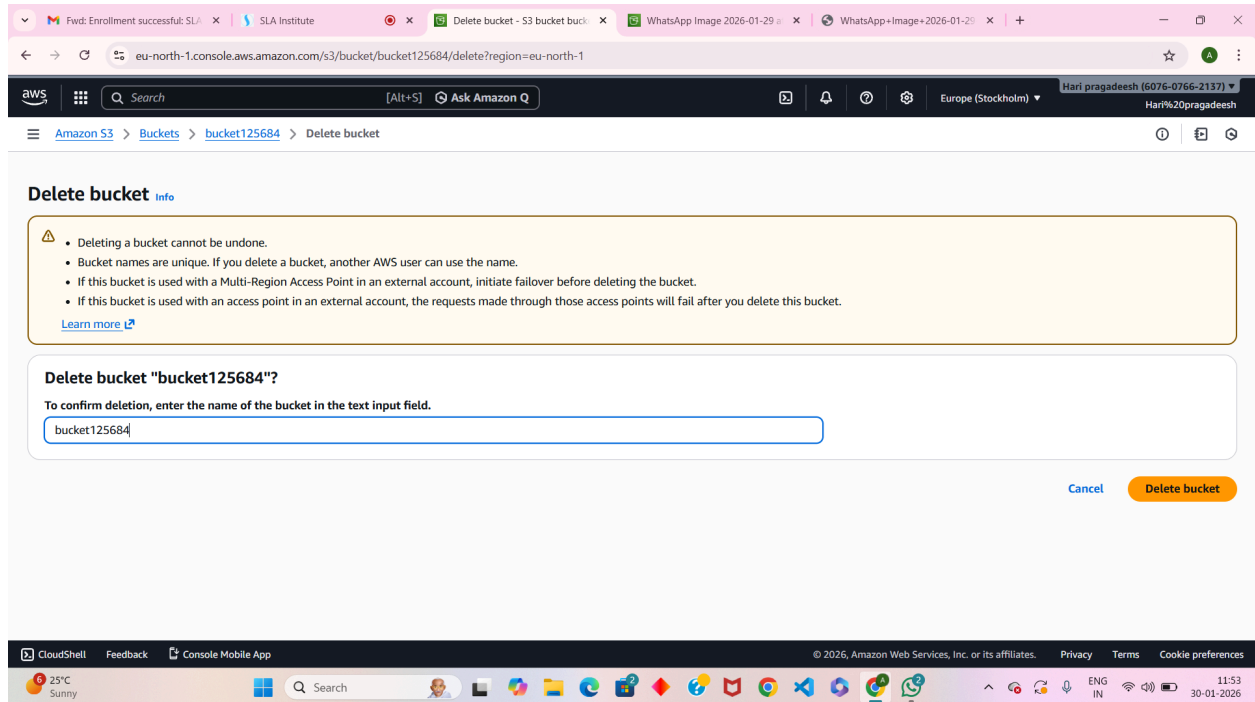 Fwd: Enrollment successful: SLA
SLA Institute
Delete bucket - S3 bucket buck
WhatsApp Image 2026-01-29 a
WhatsApp+Image+2026-01-29
eu-north-1.console.aws.amazon.com/s3/bucket/bucket125684/delete?region=eu-north-1
A
aws
Search
[Alt+S]
Ask Amazon Q
Europe (Stockholm) ▼
Hari pragadeesh (6076-0766-2137) ▼
Hari%20pragadeesh
Amazon S3 > Buckets > bucket125684 > Delete bucket
Delete bucket Info
• Deleting a bucket cannot be undone.
• Bucket names are unique. If you delete a bucket, another AWS user can use the name.
• If this bucket is used with a Multi-Region Access Point in an external account, initiate failover before deleting the bucket.
• If this bucket is used with an access point in an external account, the requests made through those access points will fail after you delete this bucket.
Learn more
Delete bucket "bucket125684"?
To confirm deletion, enter the name of the bucket in the text input field.
bucket125684
Cancel
Delete bucket
CloudShell
Feedback
Console Mobile App
© 2026, Amazon Web Services, Inc. or its affiliates.
Privacy
Terms
Cookie preferences
6
25°C
Sunny
Search
2
A
2
ENG
IN
11:53
30-01-2026